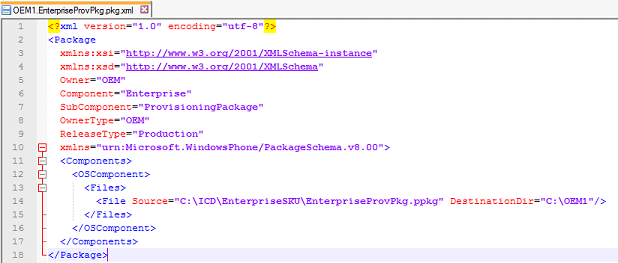 OEM1.EnterpriseProvPkg.pkg.xml
1 <?xml version="1.0" encoding="utf-8"?>
2 <Package
3 xmlns:xsi="http://www.w3.org/2001/XMLSchema-instance"
4 xmlns:xsd="http://www.w3.org/2001/XMLSchema"
5 Owner="OEM"
6 Component="Enterprise"
7 SubComponent="ProvisioningPackage"
8 OwnerType="OEM"
9 ReleaseType="Production"
10 xmlns="urn:Microsoft.WindowsPhone/PackageSchema.v8.00">
11 <Components>
12 <OSComponent>
13 <Files>
14 <File Source="C:\ICD\EnterpriseSKU\EnterpriseProvPkg.ppkg" DestinationDir="C:\OEM1"/>
15 </Files>
16 </OSComponent>
17 </Components>
18 </Package>